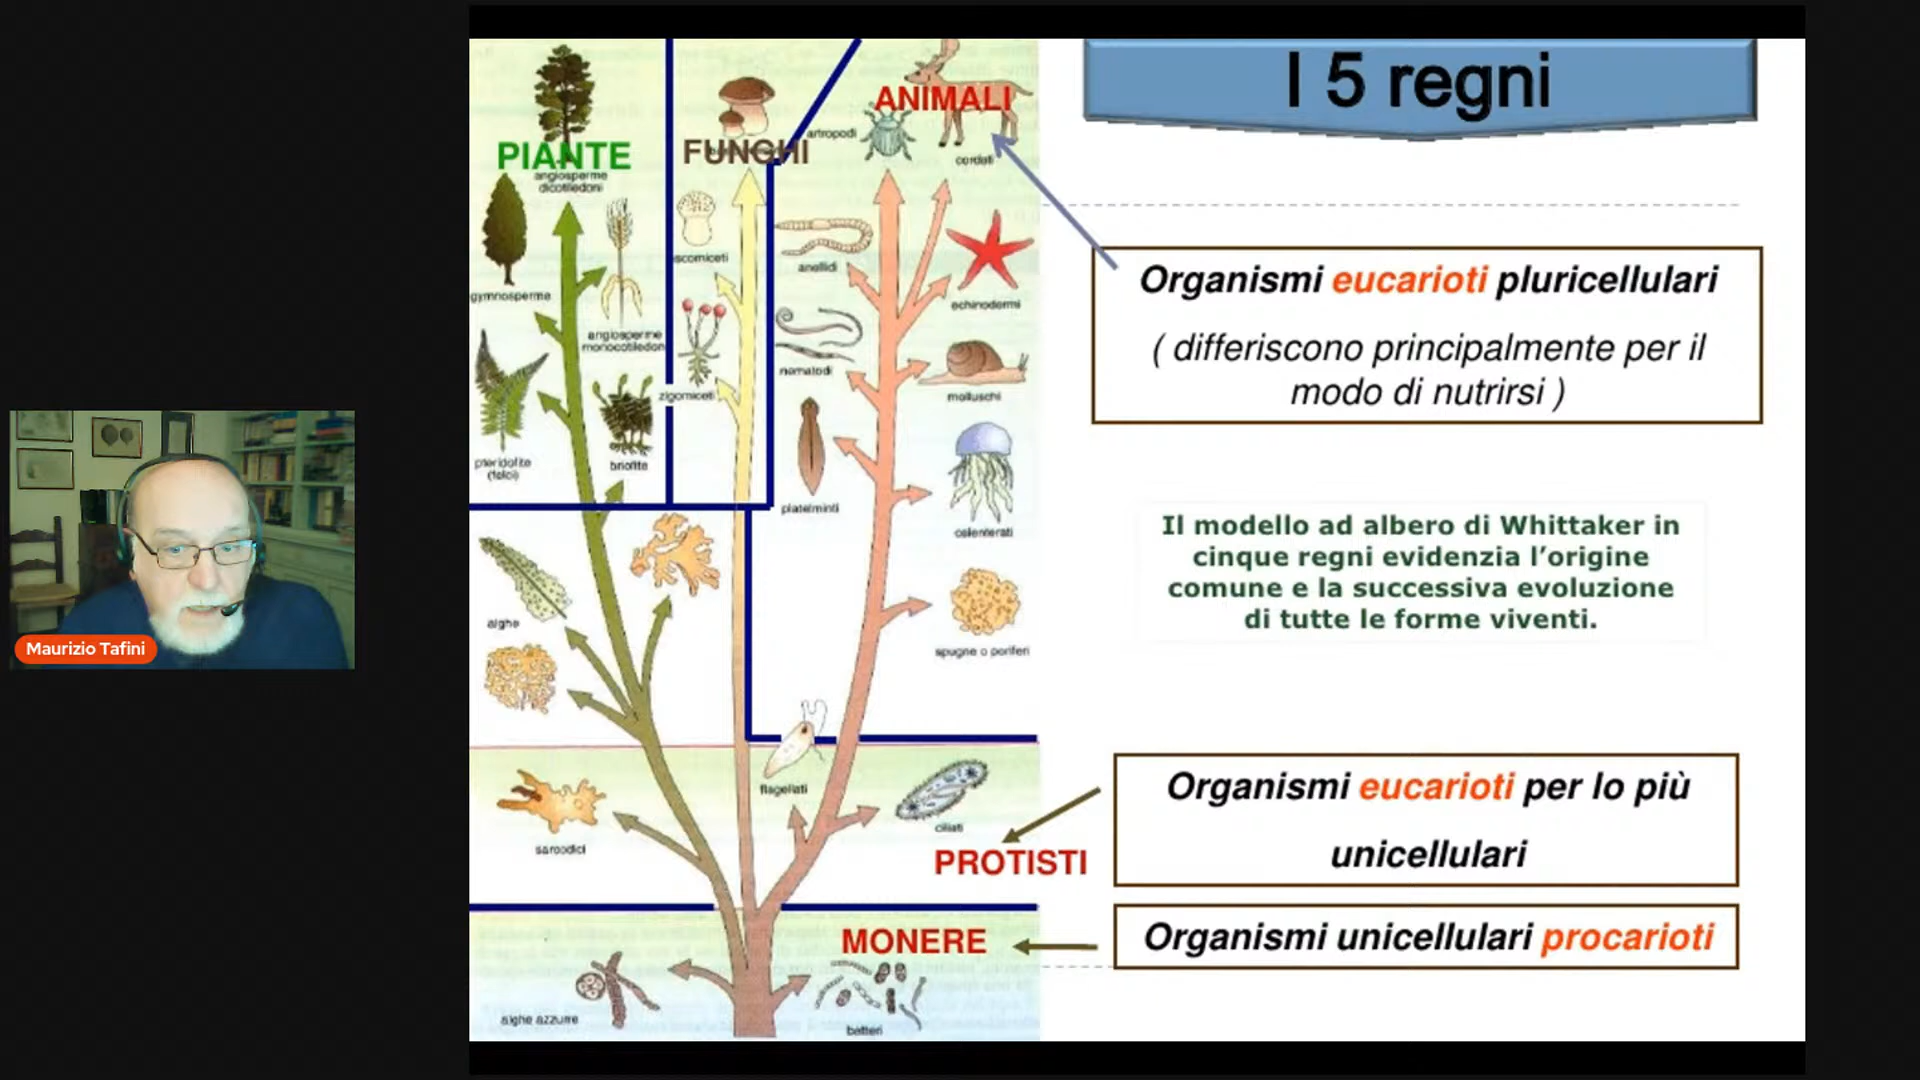 I 5 regni
PIANTE
FUNGHI
ANIMALI
artropodi
cordati
angiosperme
dicotiledoni
gymnosperme
angiosperme
monocotiledon
scomiceti
anellidi
echinodermi
nematodi
zigomiceti
molluschi
pteridofite
(felci)
briofite
platelminti
celenterati
alghe
spugne o poriferi
flagellati
ciliati
sarcodici
PROTISTI
MONERE
alghe azzurre
batteri
Organismi eucarioti pluricellulari
( differiscono principalmente per il
modo di nutrirsi )
Il modello ad albero di Whittaker in
cinque regni evidenzia l’origine
comune e la successiva evoluzione
di tutte le forme viventi.
Organismi eucarioti per lo più
unicellulari
Organismi unicellulari procarioti
Maurizio Tafini